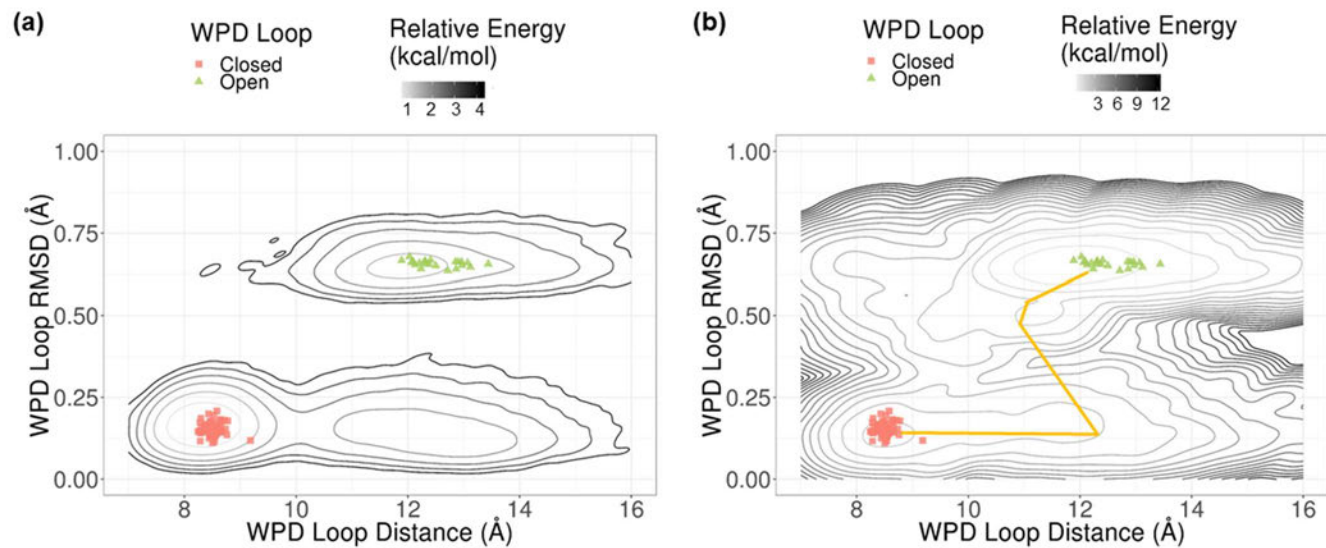 (a)
WPD Loop
Closed
Open
Relative Energy
(kcal/mol)
1 2 3 4
WPD Loop RMSD (Å)
1.00
0.75
0.50
0.25
0.00
8 10 12 14 16
WPD Loop Distance (Å)
(b)
WPD Loop
Closed
Open
Relative Energy
(kcal/mol)
3 6 9 12
WPD Loop RMSD (Å)
1.00
0.75
0.50
0.25
0.00
8 10 12 14 16
WPD Loop Distance (Å)